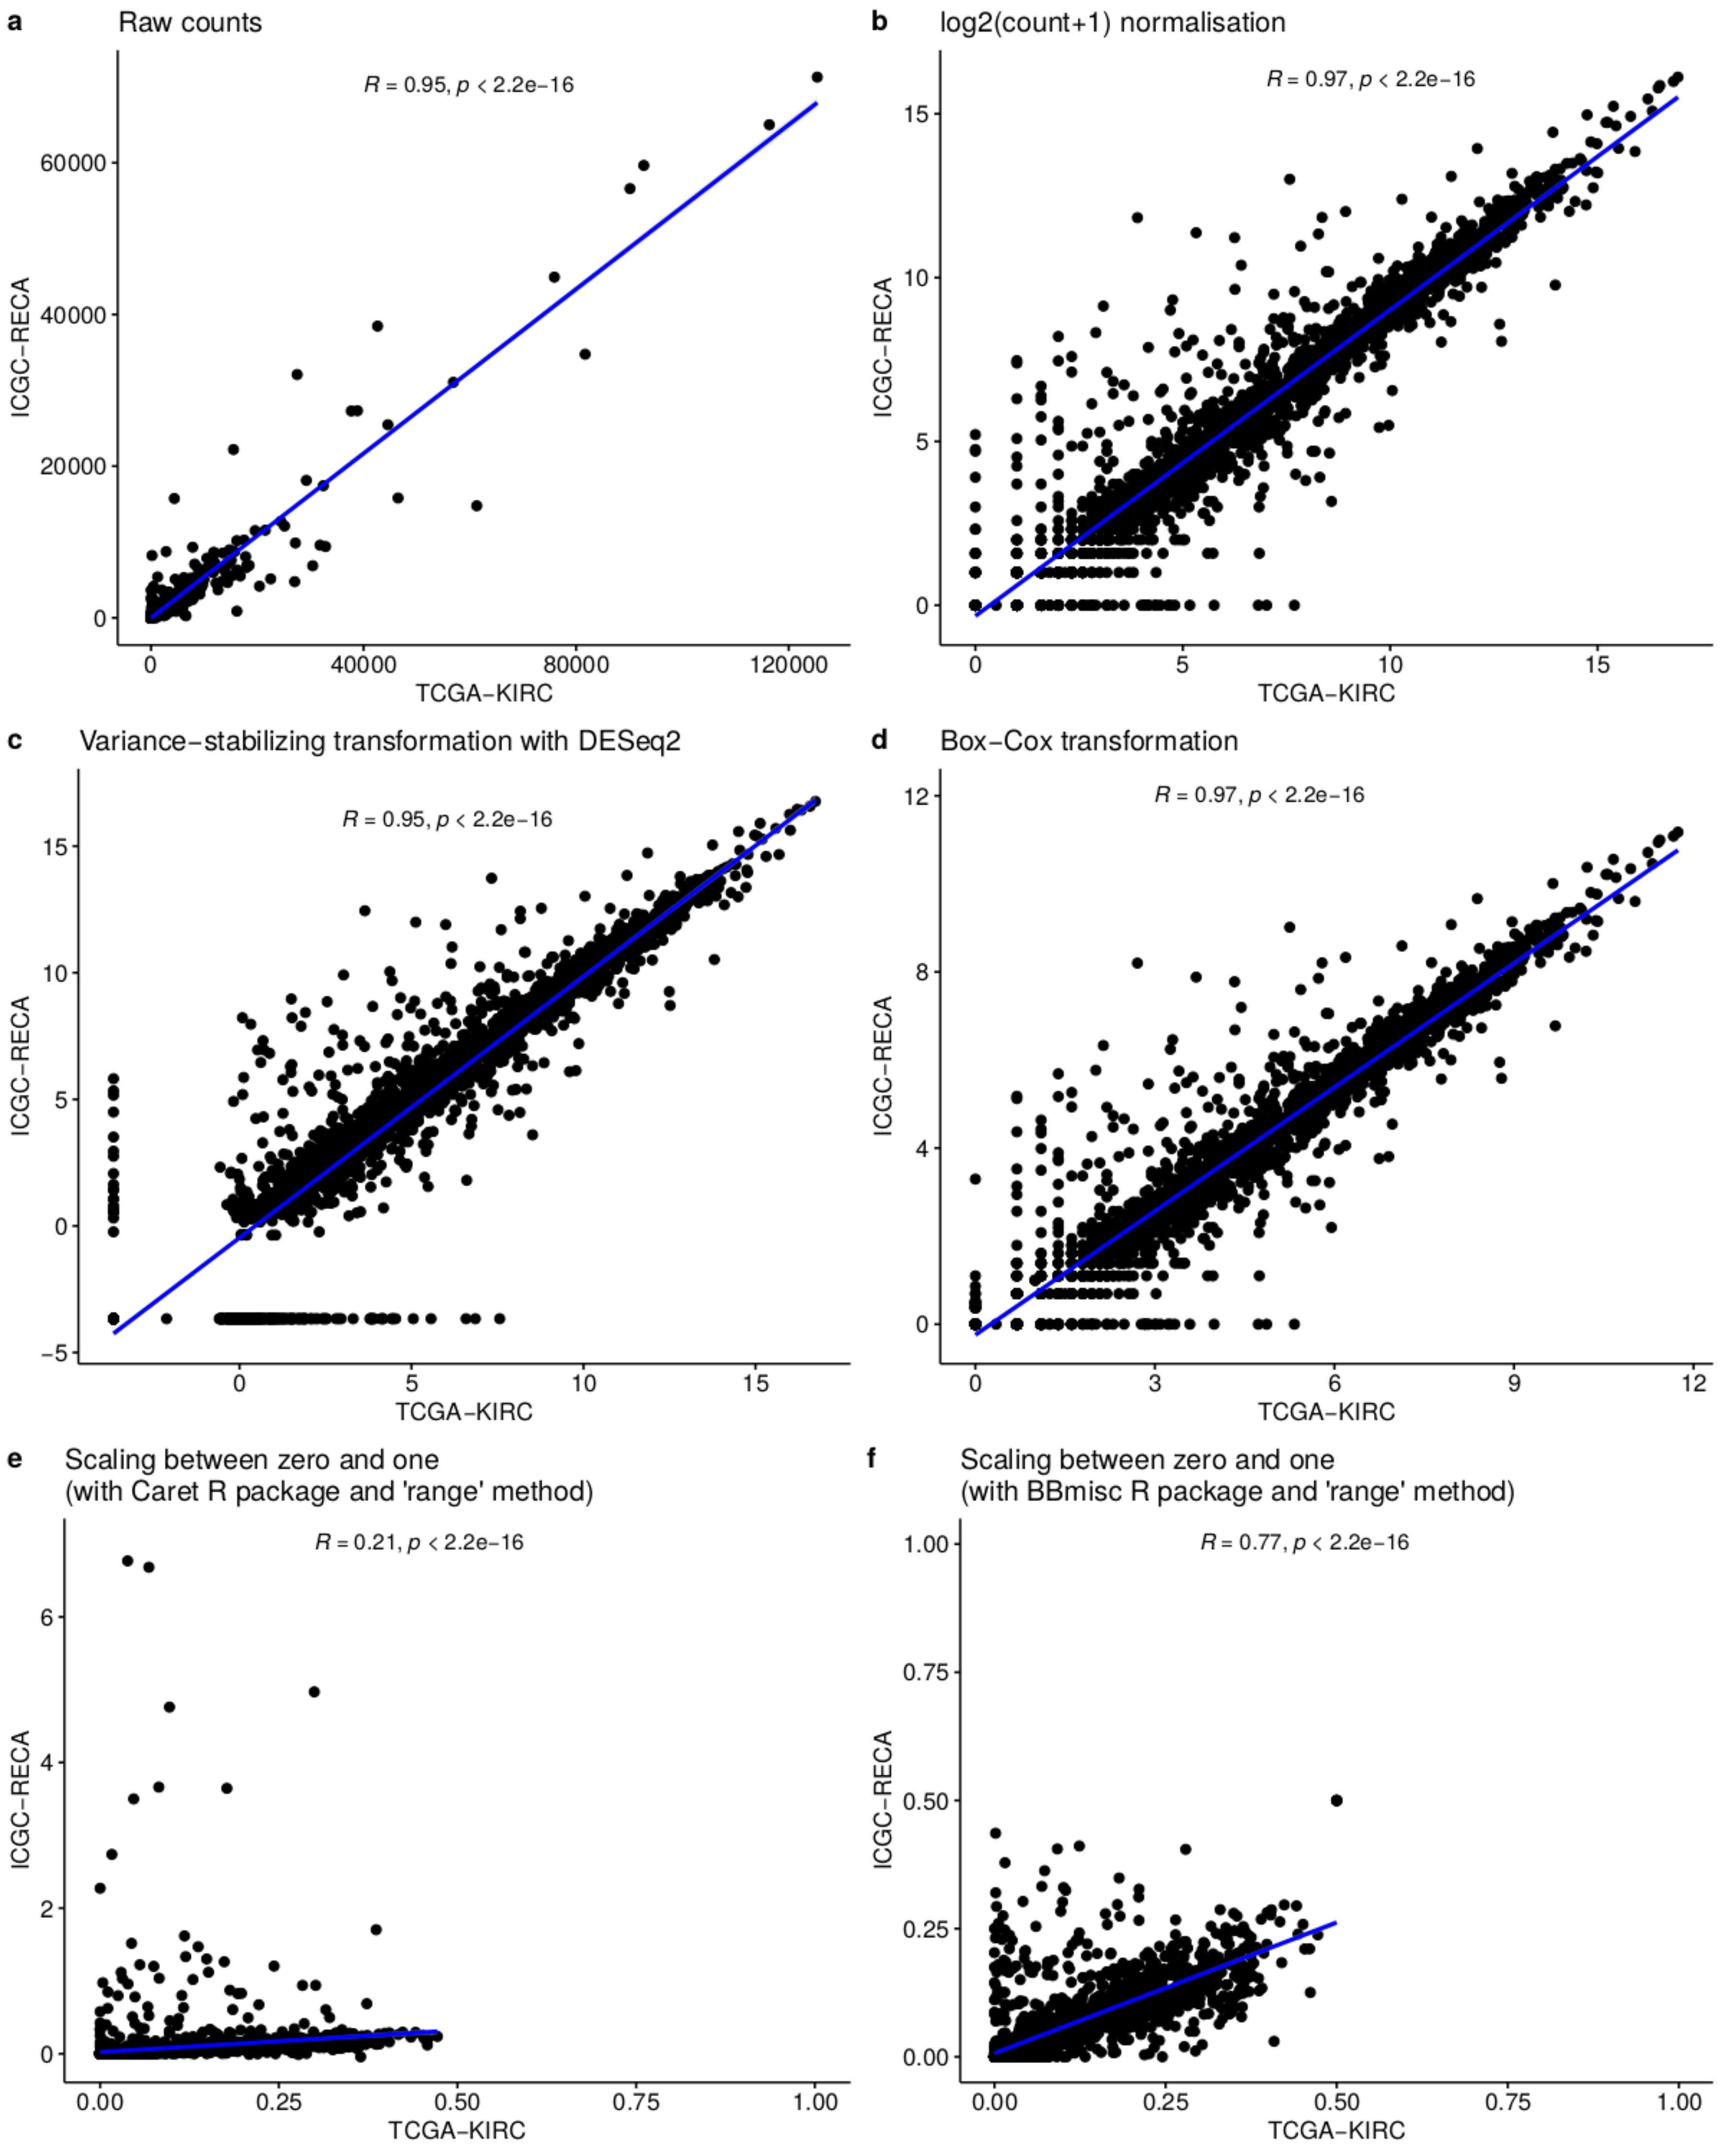 a Raw counts
R = 0.95, p < 2.2e−16
60000
40000
20000
0
ICGC−RECA
0 40000 80000 120000
TCGA−KIRC
b log2(count+1) normalisation
R = 0.97, p < 2.2e−16
15
10
5
0
ICGC−RECA
0 5 10 15
TCGA−KIRC
c Variance−stabilizing transformation with DESeq2
R = 0.95, p < 2.2e−16
15
10
5
0
−5
ICGC−RECA
0 5 10 15
TCGA−KIRC
d Box−Cox transformation
R = 0.97, p < 2.2e−16
12
8
4
0
ICGC−RECA
0 3 6 9 12
TCGA−KIRC
e Scaling between zero and one
(with Caret R package and 'range' method)
R = 0.21, p < 2.2e−16
6
4
2
0
ICGC−RECA
0.00 0.25 0.50 0.75 1.00
TCGA−KIRC
f Scaling between zero and one
(with BBmisc R package and 'range' method)
R = 0.77, p < 2.2e−16
1.00
0.75
0.50
0.25
0.00
ICGC−RECA
0.00 0.25 0.50 0.75 1.00
TCGA−KIRC